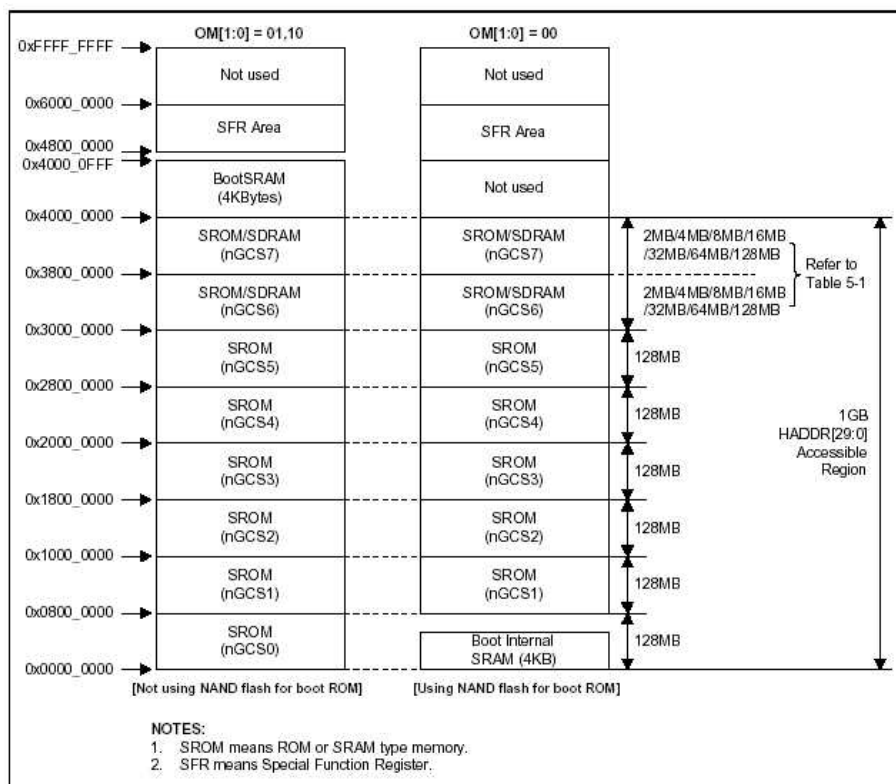 OM[1:0] = 01,10
OM[1:0] = 00
0xFFFF_FFFF
Not used
Not used
0x6000_0000
SFR Area
SFR Area
0x4800_0000
0x4000_0FFF
BootSRAM
(4KBytes)
Not used
0x4000_0000
SROM/SDRAM
(nGCS7)
SROM/SDRAM
(nGCS7)
2MB/4MB/8MB/16MB
/32MB/64MB/128MB
Refer to
Table 5-1
0x3800_0000
SROM/SDRAM
(nGCS6)
SROM/SDRAM
(nGCS6)
2MB/4MB/8MB/16MB
/32MB/64MB/128MB
0x3000_0000
SROM
(nGCS5)
SROM
(nGCS5)
128MB
0x2800_0000
SROM
(nGCS4)
SROM
(nGCS4)
128MB
1GB
HADDR[29:0]
Accessible
Region
0x2000_0000
SROM
(nGCS3)
SROM
(nGCS3)
128MB
0x1800_0000
SROM
(nGCS2)
SROM
(nGCS2)
128MB
0x1000_0000
SROM
(nGCS1)
SROM
(nGCS1)
128MB
0x0800_0000
SROM
(nGCS0)
Boot Internal
SRAM (4KB)
128MB
0x0000_0000
[Not using NAND flash for boot ROM]
[Using NAND flash for boot ROM]
NOTES:
1. SROM means ROM or SRAM type memory.
2. SFR means Special Function Register.